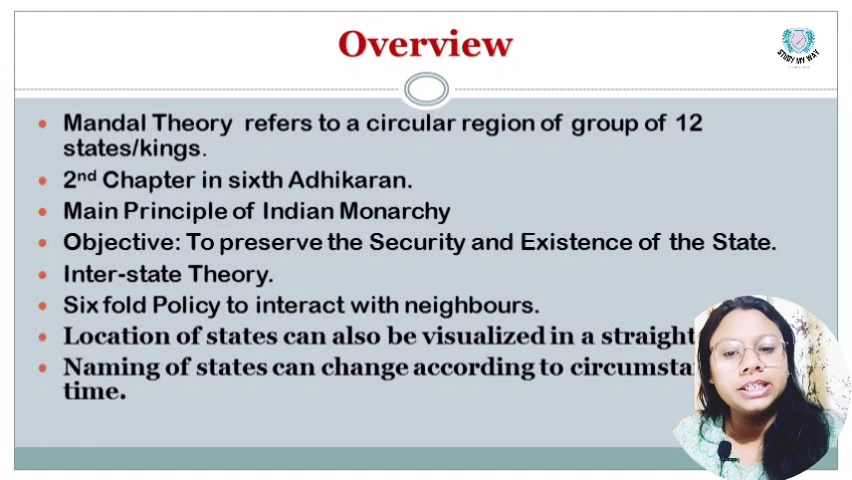 Overview
STUDY MY WAY
Mandal Theory refers to a circular region of group of 12
states/kings.
2nd Chapter in sixth Adhikaran.
Main Principle of Indian Monarchy
Objective: To preserve the Security and Existence of the State.
Inter-state Theory.
Six fold Policy to interact with neighbours.
Location of states can also be visualized in a straight
Naming of states can change according to
time.